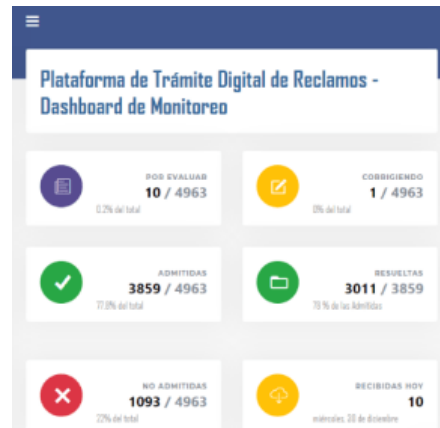 Plataforma de Trámite Digital de Reclamos -
Dashboard de Monitoreo
POR EVALUAR
10 / 4963
0.2% del total
CORRIGIENDO
1 / 4963
0% del total
ADMITIDAS
3859 / 4963
77.8% del total
RESUELTAS
3011 / 3859
78 % de las Admitidas
NO ADMITIDAS
1093 / 4963
22% del total
RECIBIDAS HOY
10
miércoles, 30 de diciembre